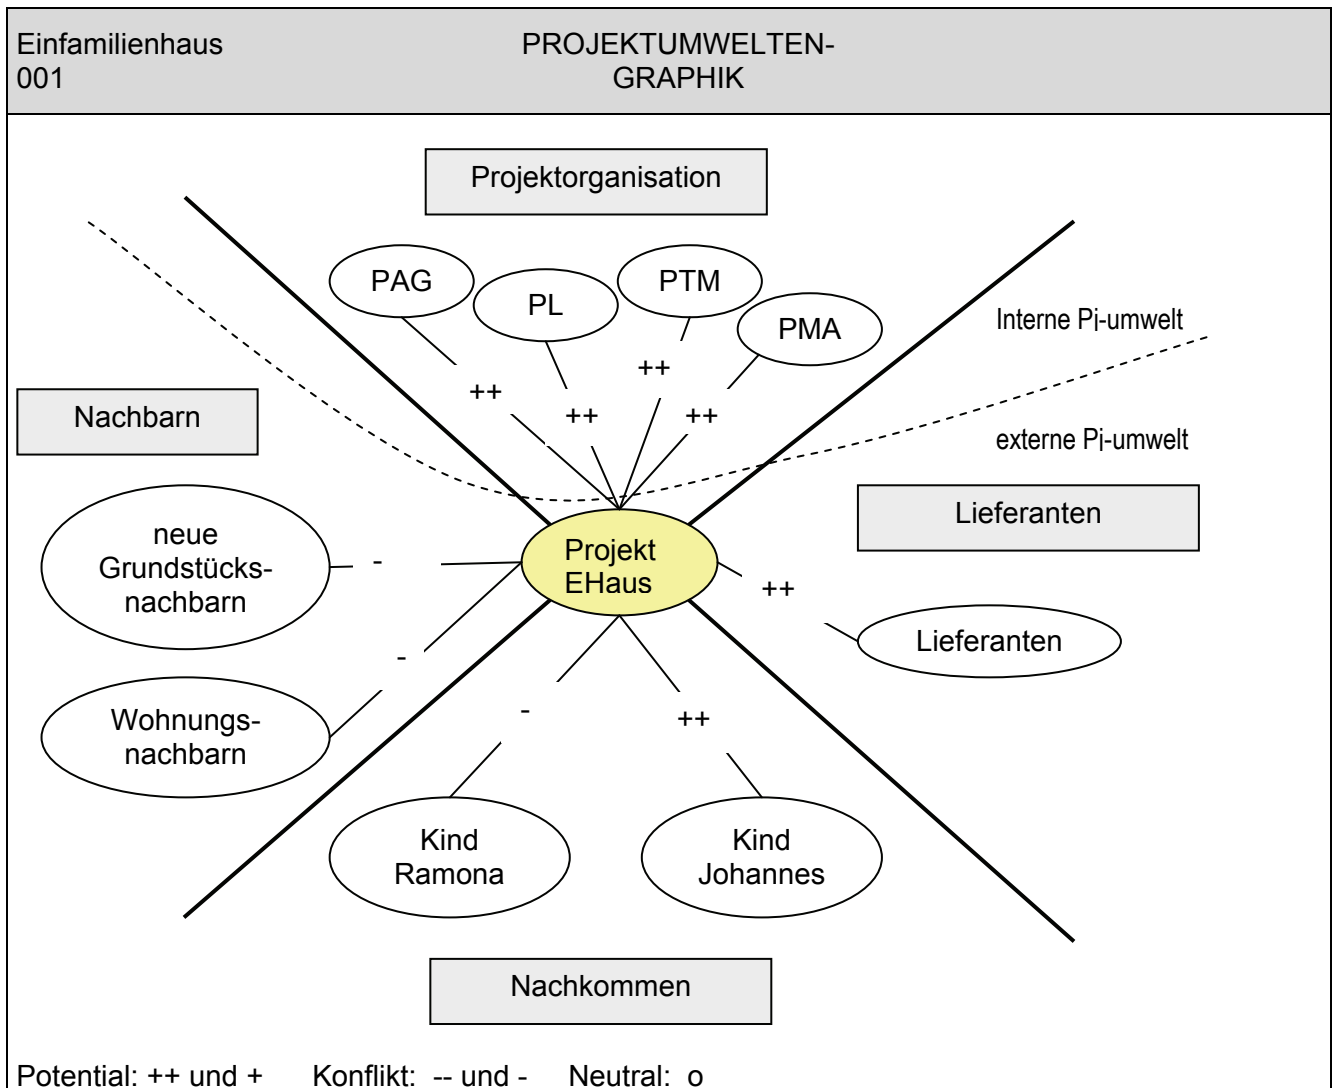 Einfamilienhaus
001
PROJEKTUMWELTEN-
GRAPHIK
Projektorganisation
PAG
PL
PTM
PMA
Interne Pj-umwelt
++
++
++
++
Nachbarn
externe Pj-umwelt
Lieferanten
neue
Grundstücks-
nachbarn
-
Projekt
EHaus
++
Lieferanten
-
Wohnungs-
nachbarn
-
++
Kind
Ramona
Kind
Johannes
Nachkommen
Potential: ++ und + Konflikt: -- und - Neutral: o